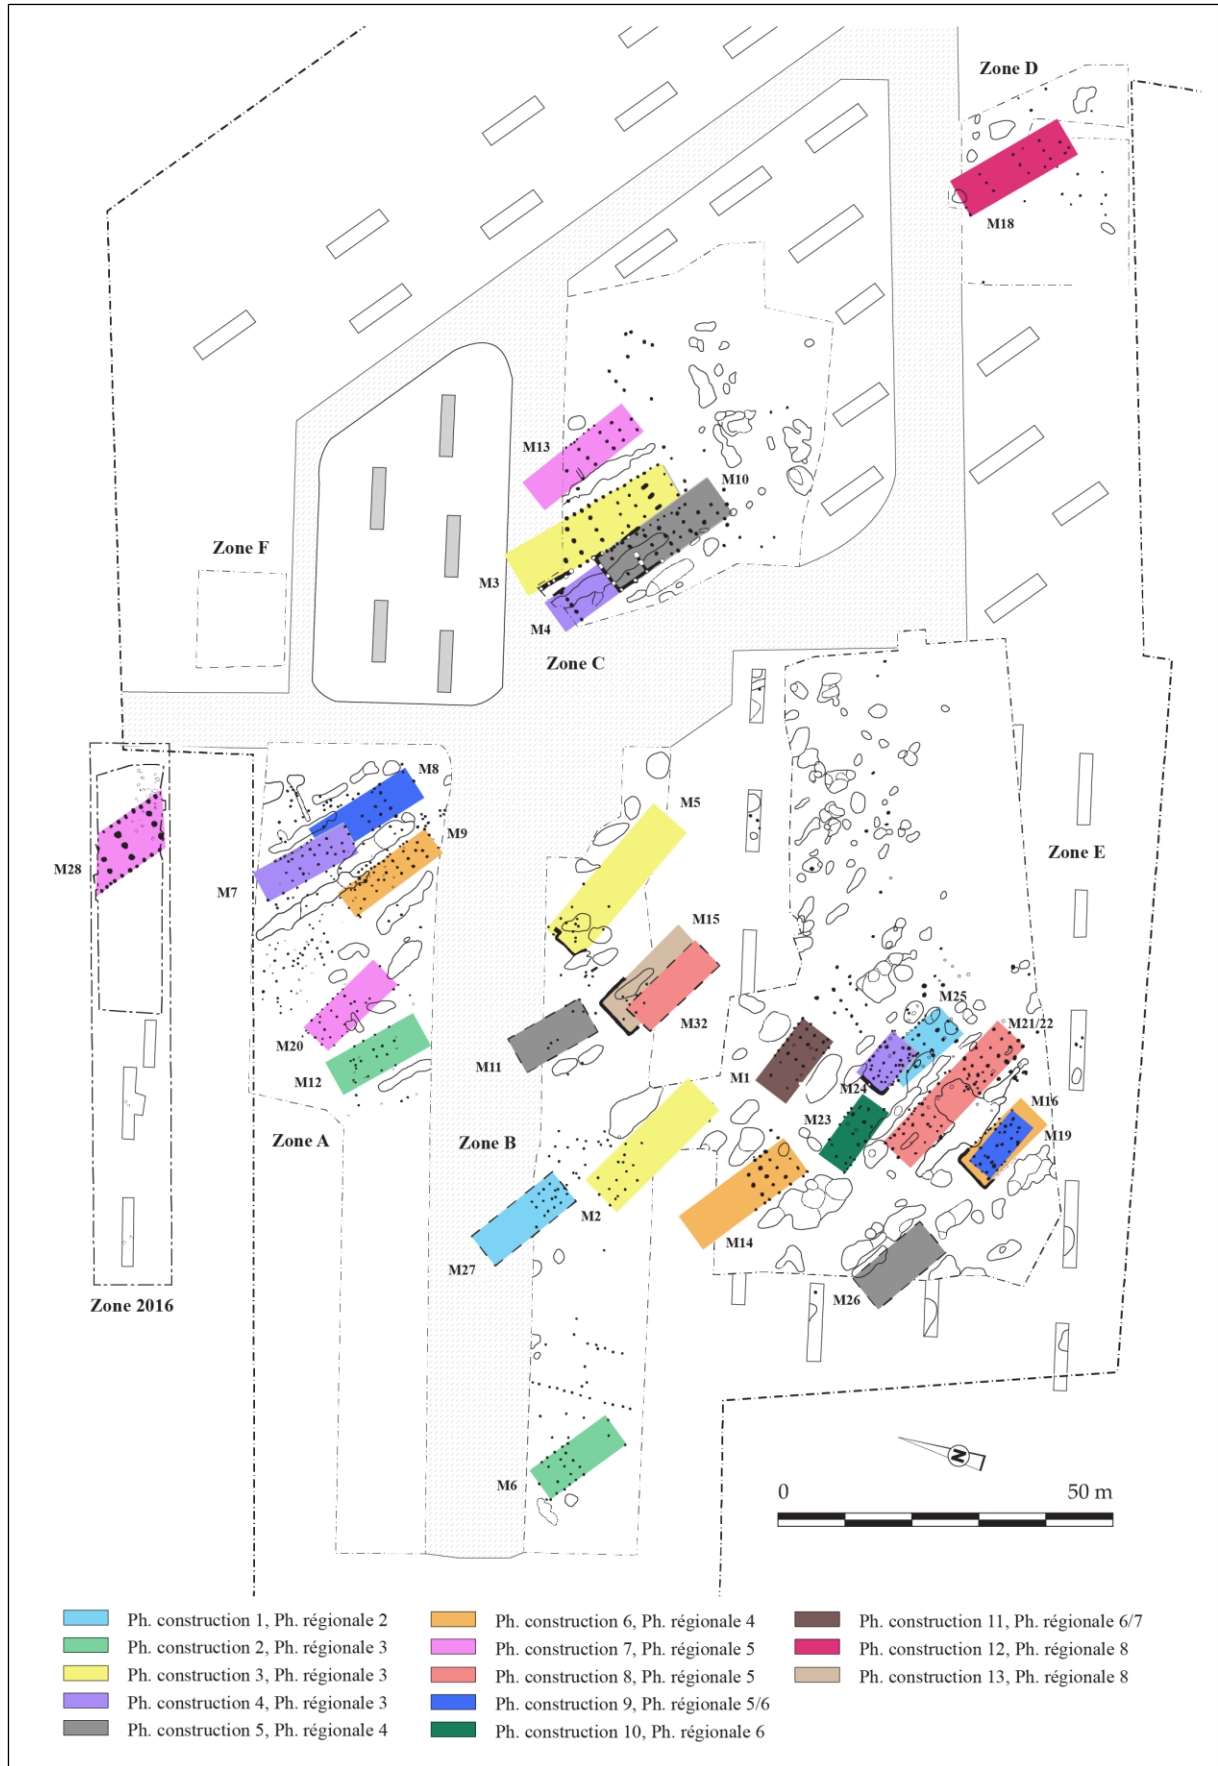 Zone D
M18
M13
M10
Zone F
M3
M4
Zone C
M8
M5
M9
Zone E
M28
M7
M15
M25
M21/22
M20
M32
M11
M1
M24
M12
M16
M23
M19
Zone A
Zone B
M2
M14
M27
M26
Zone 2016
N
M6
0 50 m
Ph. construction 1, Ph. régionale 2
Ph. construction 2, Ph. régionale 3
Ph. construction 3, Ph. régionale 3
Ph. construction 4, Ph. régionale 3
Ph. construction 5, Ph. régionale 4
Ph. construction 6, Ph. régionale 4
Ph. construction 7, Ph. régionale 5
Ph. construction 8, Ph. régionale 5
Ph. construction 9, Ph. régionale 5/6
Ph. construction 10, Ph. régionale 6
Ph. construction 11, Ph. régionale 6/7
Ph. construction 12, Ph. régionale 8
Ph. construction 13, Ph. régionale 8